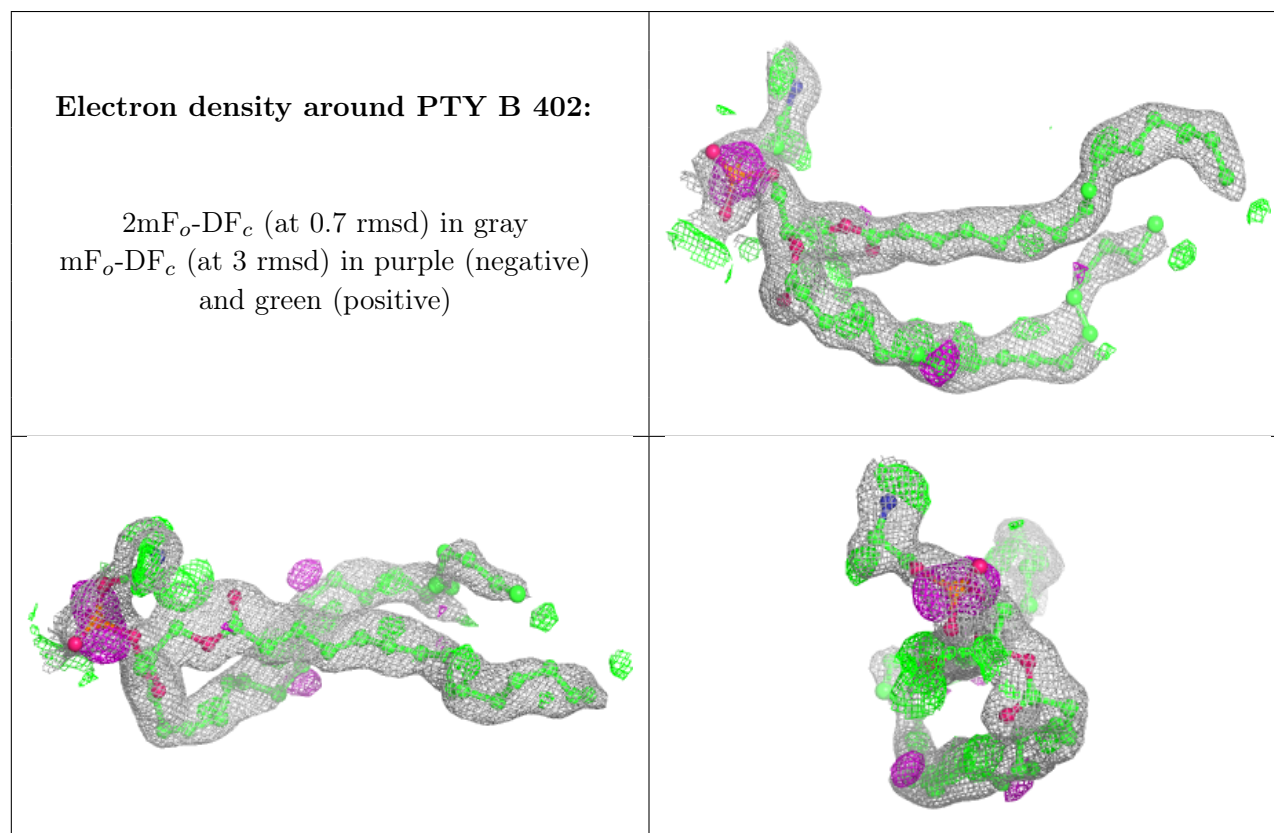 Electron density around PTY B 402:
2mFo-DFc (at 0.7 rmsd) in gray
mFo-DFc (at 3 rmsd) in purple (negative)
and green (positive)